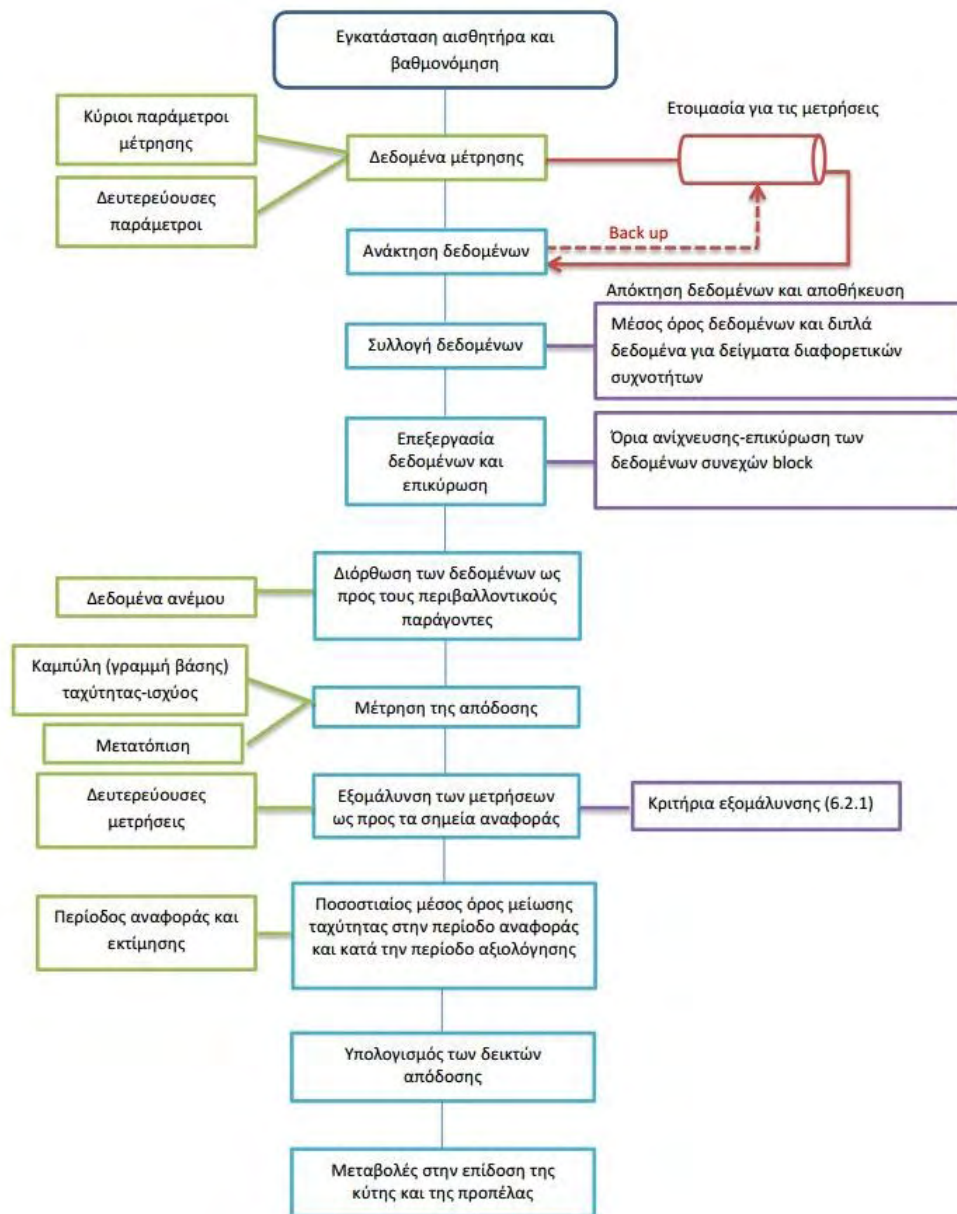 Εγκατάσταση αισθητήρα και
βαθμονόμηση
Κύριοι παράμετροι
μέτρησης
Ετοιμασία για τις μετρήσεις
Δεδομένα μέτρησης
Δευτερεύουσες
παράμετροι
Back up
Ανάκτηση δεδομένων
Απόκτηση δεδομένων και αποθήκευση
Συλλογή δεδομένων
Μέσος όρος δεδομένων και διπλά
δεδομένα για δείγματα διαφορετικών
συχνοτήτων
Επεξεργασία
δεδομένων και
επικύρωση
Όρια ανίχνευσης-επικύρωση των
δεδομένων συνεχών block
Δεδομένα ανέμου
Διόρθωση των δεδομένων ως
προς τους περιβαλλοντικούς
παράγοντες
Καμπύλη (γραμμή βάσης)
ταχύτητας-ισχύος
Μέτρηση της απόδοσης
Μετατόπιση
Δευτερεύουσες
μετρήσεις
Εξομάλυνση των μετρήσεων
ως προς τα σημεία αναφοράς
Κριτήρια εξομάλυνσης (6.2.1)
Περίοδος αναφοράς και
εκτίμησης
Ποσοστιαίος μέσος όρος μείωσης
ταχύτητας στην περίοδο αναφοράς
και κατά την περίοδο αξιολόγησης
Υπολογισμός των δεικτών
απόδοσης
Μεταβολές στην επίδοση της
κύτης και της προπέλας